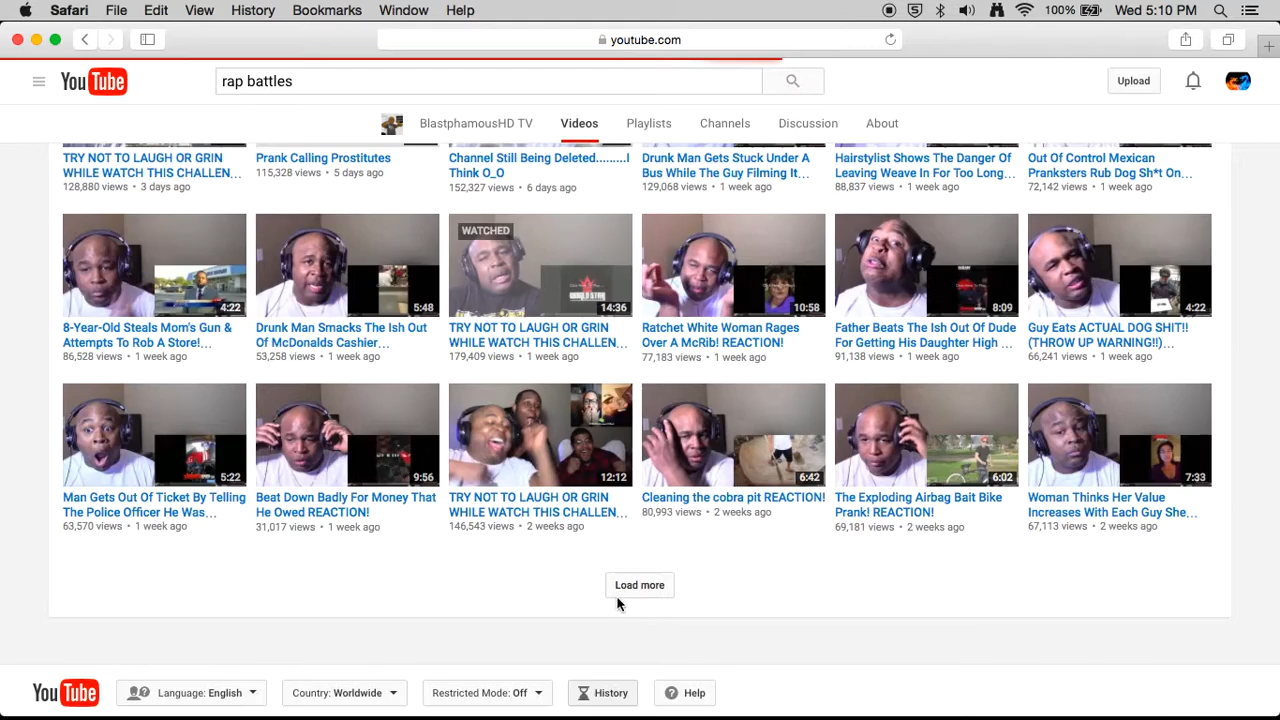 Safari File Edit View History Bookmarks Window Help 100% Wed 5:10 PM
youtube.com
YouTube rap battles Upload
BlastphamousHD TV Videos Playlists Channels Discussion About
TRY NOT TO LAUGH OR GRIN
WHILE WATCH THIS CHALLEN...
128,880 views • 3 days ago
Prank Calling Prostitutes
115,328 views • 5 days ago
Channel Still Being Deleted.........I
Think O_O
152,327 views • 6 days ago
Drunk Man Gets Stuck Under A
Bus While The Guy Filming It...
129,068 views • 1 week ago
Hairstylist Shows The Danger Of
Leaving Weave In For Too Long...
88,837 views • 1 week ago
Out Of Control Mexican
Pranksters Rub Dog Sh*t On...
72,142 views • 1 week ago
4:22
8-Year-Old Steals Mom's Gun &
Attempts To Rob A Store!...
86,528 views • 1 week ago
5:48
Drunk Man Smacks The Ish Out
Of McDonalds Cashier...
53,258 views • 1 week ago
WATCHED
14:36
TRY NOT TO LAUGH OR GRIN
WHILE WATCH THIS CHALLEN...
179,409 views • 1 week ago
10:58
Ratchet White Woman Rages
Over A McRib! REACTION!
77,183 views • 1 week ago
8:09
Father Beats The Ish Out Of Dude
For Getting His Daughter High ...
91,138 views • 1 week ago
4:22
Guy Eats ACTUAL DOG SHIT!!
(THROW UP WARNING!!)...
66,241 views • 1 week ago
5:22
Man Gets Out Of Ticket By Telling
The Police Officer He Was...
63,570 views • 1 week ago
9:56
Beat Down Badly For Money That
He Owed REACTION!
31,017 views • 1 week ago
12:12
TRY NOT TO LAUGH OR GRIN
WHILE WATCH THIS CHALLEN...
146,543 views • 2 weeks ago
6:42
Cleaning the cobra pit REACTION!
80,993 views • 2 weeks ago
6:02
The Exploding Airbag Bait Bike
Prank! REACTION!
69,181 views • 2 weeks ago
7:33
Woman Thinks Her Value
Increases With Each Guy She...
67,113 views • 2 weeks ago
Load more
YouTube Language: English Country: Worldwide Restricted Mode: Off History Help